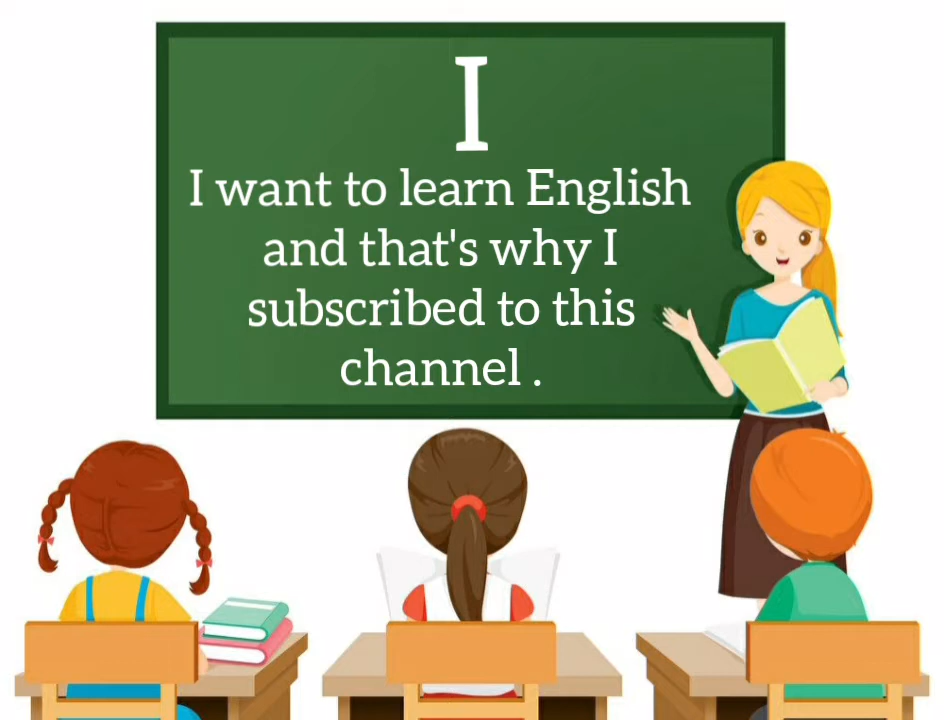 I
I want to learn English
and that's why I
subscribed to this
channel .